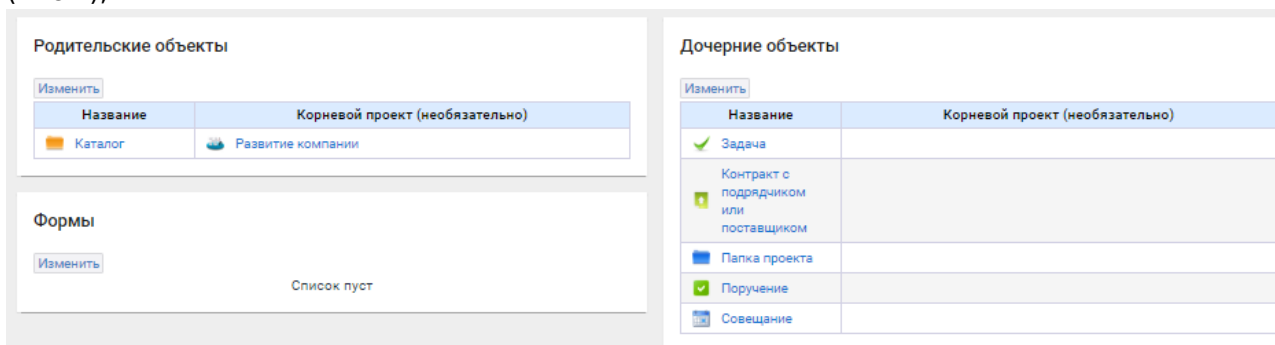 Родительские объекты
Изменить
Название Корневой проект (необязательно)
Каталог Развитие компании
Формы
Изменить
Список пуст
Дочерние объекты
Изменить
Название Корневой проект (необязательно)
Задача
Контракт с
подрядчиком
или
поставщиком
Папка проекта
Поручение
Совещание